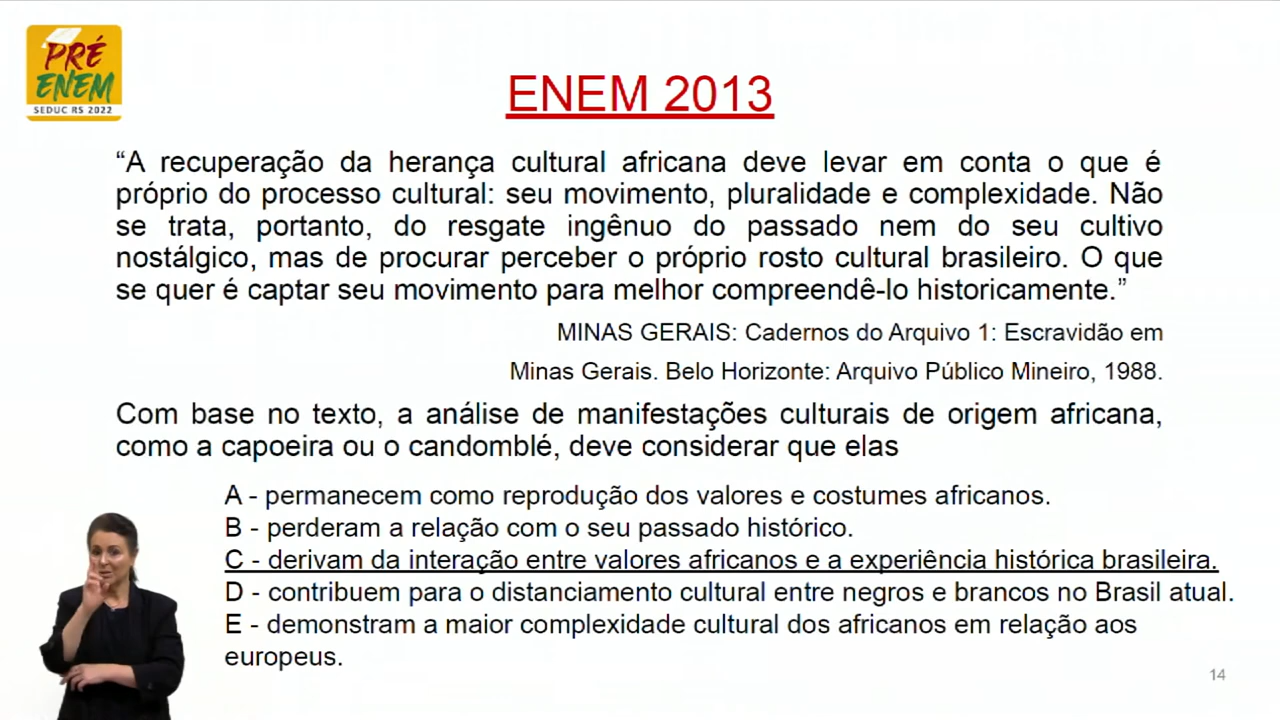 PRÉ
ENEM
SEDUC RS 2022
ENEM 2013
“A recuperação da herança cultural africana deve levar em conta o que é
próprio do processo cultural: seu movimento, pluralidade e complexidade. Não
se trata, portanto, do resgate ingênuo do passado nem do seu cultivo
nostálgico, mas de procurar perceber o próprio rosto cultural brasileiro. O que
se quer é captar seu movimento para melhor compreendê-lo historicamente.”
MINAS GERAIS: Cadernos do Arquivo 1: Escravidão em
Minas Gerais. Belo Horizonte: Arquivo Público Mineiro, 1988.
Com base no texto, a análise de manifestações culturais de origem africana,
como a capoeira ou o candomblé, deve considerar que elas
A - permanecem como reprodução dos valores e costumes africanos.
B - perderam a relação com o seu passado histórico.
C - derivam da interação entre valores africanos e a experiência histórica brasileira.
D - contribuem para o distanciamento cultural entre negros e brancos no Brasil atual.
E - demonstram a maior complexidade cultural dos africanos em relação aos
europeus.
14